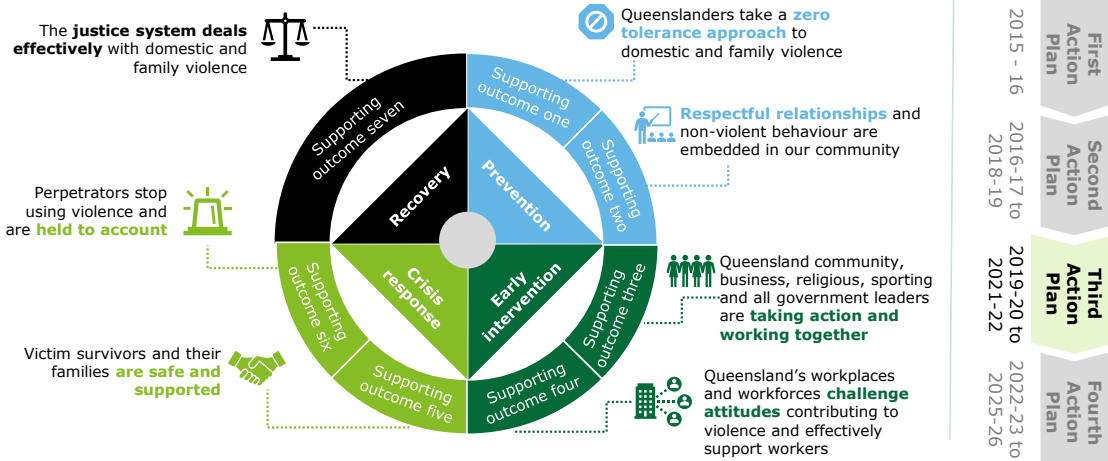 The justice system deals
effectively with domestic and
family violence
Queenslanders take a zero
tolerance approach to
domestic and family violence
Respectful relationships and
non-violent behaviour are
embedded in our community
Perpetrators stop
using violence and
are held to account
Queensland community,
business, religious, sporting
and all government leaders
are taking action and
working together
Victim survivors and their
families are safe and
supported
Queensland's workplaces
and workforces challenge
attitudes contributing to
violence and effectively
support workers
Supporting
outcome one
Supporting
outcome two
Supporting
outcome three
Supporting
outcome four
Supporting
outcome five
Supporting
outcome six
Supporting
outcome seven
Prevention
Early
intervention
Crisis
response
Recovery
First
Action
Plan
2015 - 16
Second
Action
Plan
2016-17 to
2018-19
Third
Action
Plan
2019-20 to
2021-22
Fourth
Action
Plan
2022-23 to
2025-26